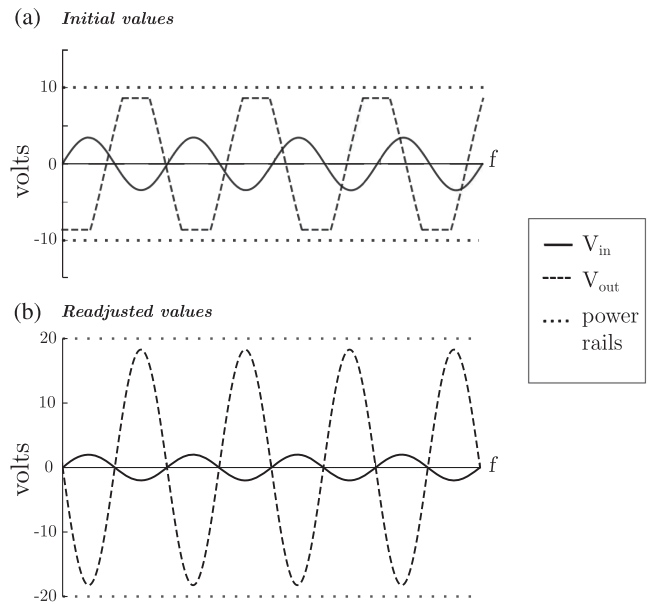 (a) Initial values
10
0
-10
volts
f
V_in
V_out
power
rails
(b) Readjusted values
20
10
0
-10
-20
volts
f